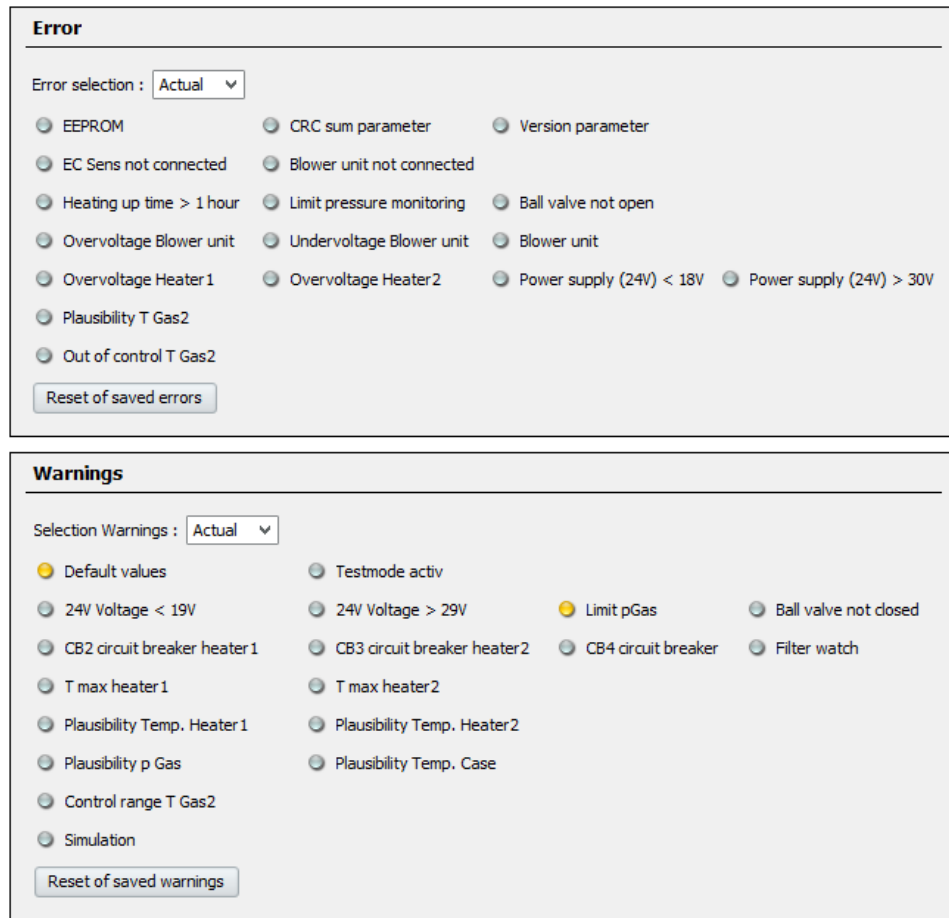 Error
Error selection : Actual
EEPROM CRC sum parameter Version parameter
EC Sens not connected Blower unit not connected
Heating up time > 1 hour Limit pressure monitoring Ball valve not open
Overvoltage Blower unit Undervoltage Blower unit Blower unit
Overvoltage Heater1 Overvoltage Heater2 Power supply (24V) < 18V Power supply (24V) > 30V
Plausibility T Gas2
Out of control T Gas2
Reset of saved errors
Warnings
Selection Warnings : Actual
Default values Testmode activ
24V Voltage < 19V 24V Voltage > 29V Limit pGas Ball valve not closed
CB2 circuit breaker heater1 CB3 circuit breaker heater2 CB4 circuit breaker Filter watch
T max heater1 T max heater2
Plausibility Temp. Heater1 Plausibility Temp. Heater2
Plausibility p Gas Plausibility Temp. Case
Control range T Gas2
Simulation
Reset of saved warnings